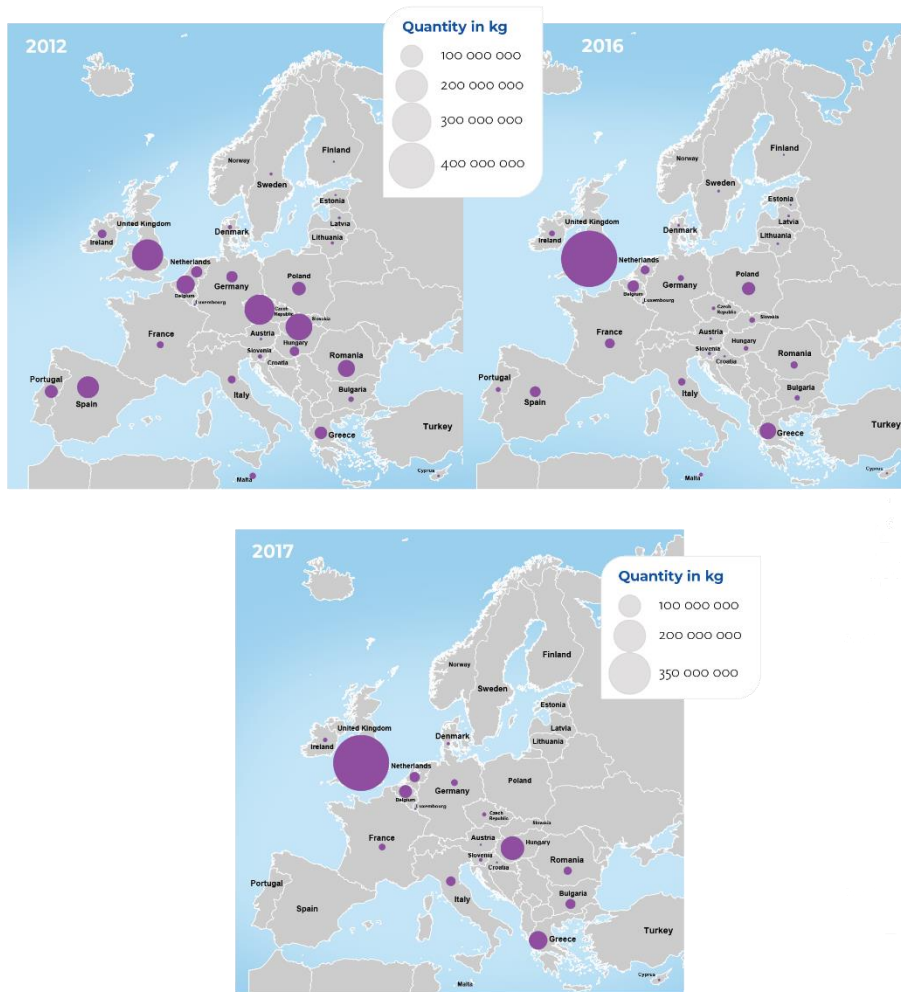 2012
Quantity in kg
100 000 000
200 000 000
300 000 000
400 000 000
Finland
Norway
Sweden
Estonia
Latvia
Denmark
Lithuania
United Kingdom
Ireland
Netherlands
Germany
Poland
Belgium
Luxembourg
Czech
Republic
Slovakia
France
Austria
Hungary
Slovenia
Croatia
Romania
Portugal
Spain
Italy
Bulgaria
Greece
Turkey
Malta
Cyprus
2016
Finland
Norway
Sweden
Estonia
Latvia
Denmark
Lithuania
United Kingdom
Ireland
Netherlands
Germany
Poland
Belgium
Luxembourg
Czech
Republic
Slovakia
France
Austria
Hungary
Slovenia
Croatia
Romania
Portugal
Spain
Italy
Bulgaria
Greece
Turkey
Malta
Cyprus
2017
Quantity in kg
100 000 000
200 000 000
350 000 000
Finland
Norway
Sweden
Estonia
Latvia
Denmark
Lithuania
United Kingdom
Ireland
Netherlands
Germany
Poland
Belgium
Luxembourg
Czech
Republic
Slovakia
France
Austria
Hungary
Slovenia
Croatia
Romania
Portugal
Spain
Italy
Bulgaria
Greece
Turkey
Malta
Cyprus